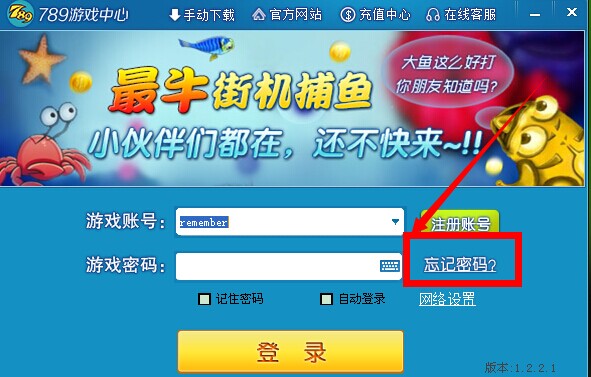 789 789游戏中心 手动下载 官方网站 充值中心 在线客服
大鱼这么好打
你朋友知道吗?
最牛街机捕鱼
小伙伴们都在，还不快来~!!
游戏账号： remember 注册账号
游戏密码： 忘记密码?
记住密码 自动登录 网络设置
登录
版本:1.2.2.1